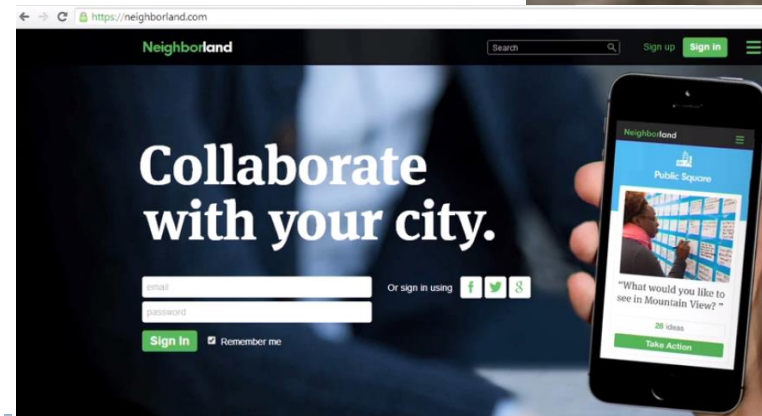 https://neighborland.com
Neighborland
Search
Sign up
Sign in
Collaborate
with your city.
email
password
Or sign in using
f
8
Sign In
Remember me
Neighborland
Public Square
"What would you like to
see in Mountain View? "
26 ideas
Take Action